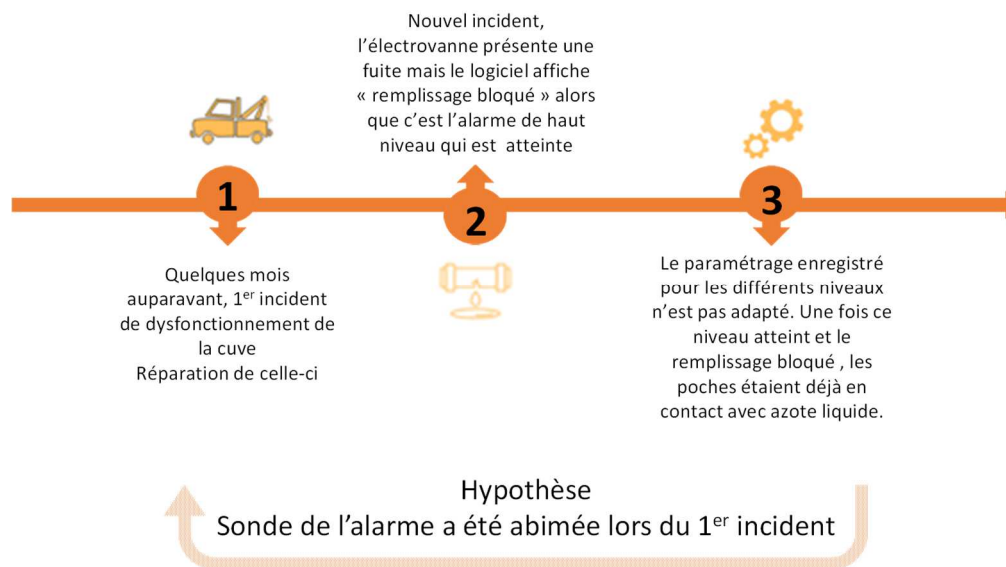 Nouvel incident,
l'électrovanne présente une
fuite mais le logiciel affiche
« remplissage bloqué » alors
que c'est l'alarme de haut
niveau qui est  atteinte
1
2
3
Quelques mois
auparavant, 1er incident
de dysfonctionnement de
la cuve
Réparation de celle-ci
Le paramétrage enregistré
pour les différents niveaux
n'est pas adapté. Une fois ce
niveau atteint et le
remplissage bloqué , les
poches étaient déjà en
contact avec azote liquide.
Hypothèse
Sonde de l'alarme a été abimée lors du 1er incident